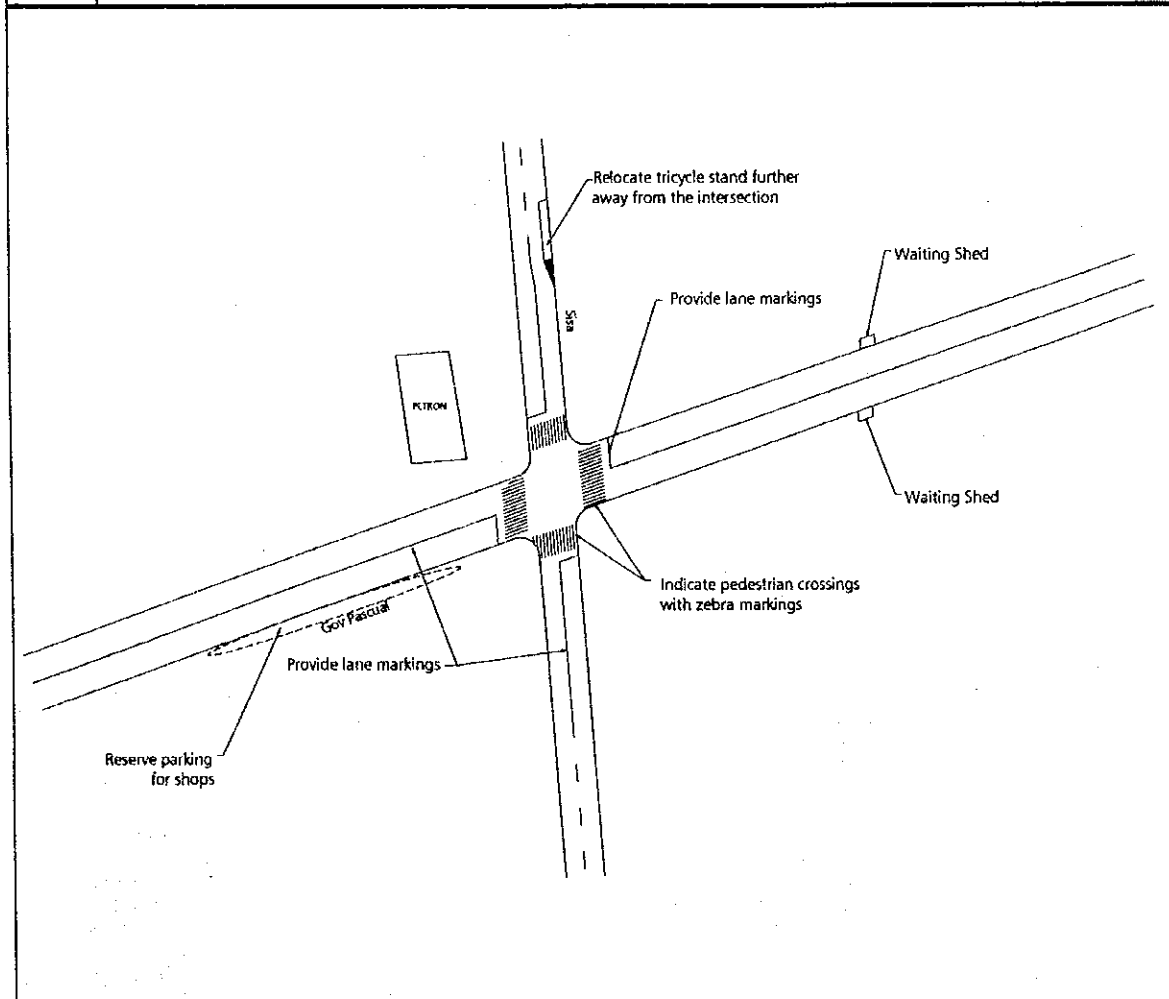 Relocate tricycle stand further
away from the intersection
Waiting Shed
Provide lane markings
Sisa
PETRON
Waiting Shed
Indicate pedestrian crossings
with zebra markings
Gov Pascual
Provide lane markings
Reserve parking
for shops